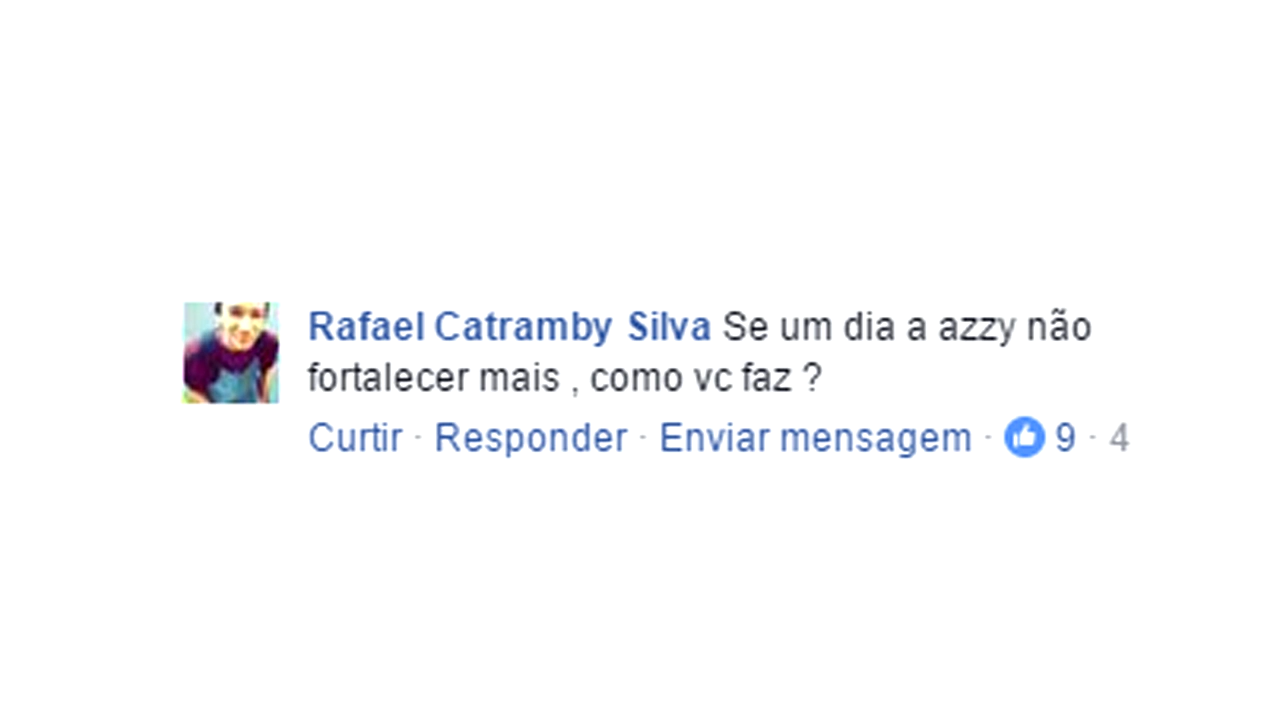 Rafael Catramby Silva Se um dia a azzy não
fortalecer mais , como vc faz ?
Curtir · Responder · Enviar mensagem · 9 · 4